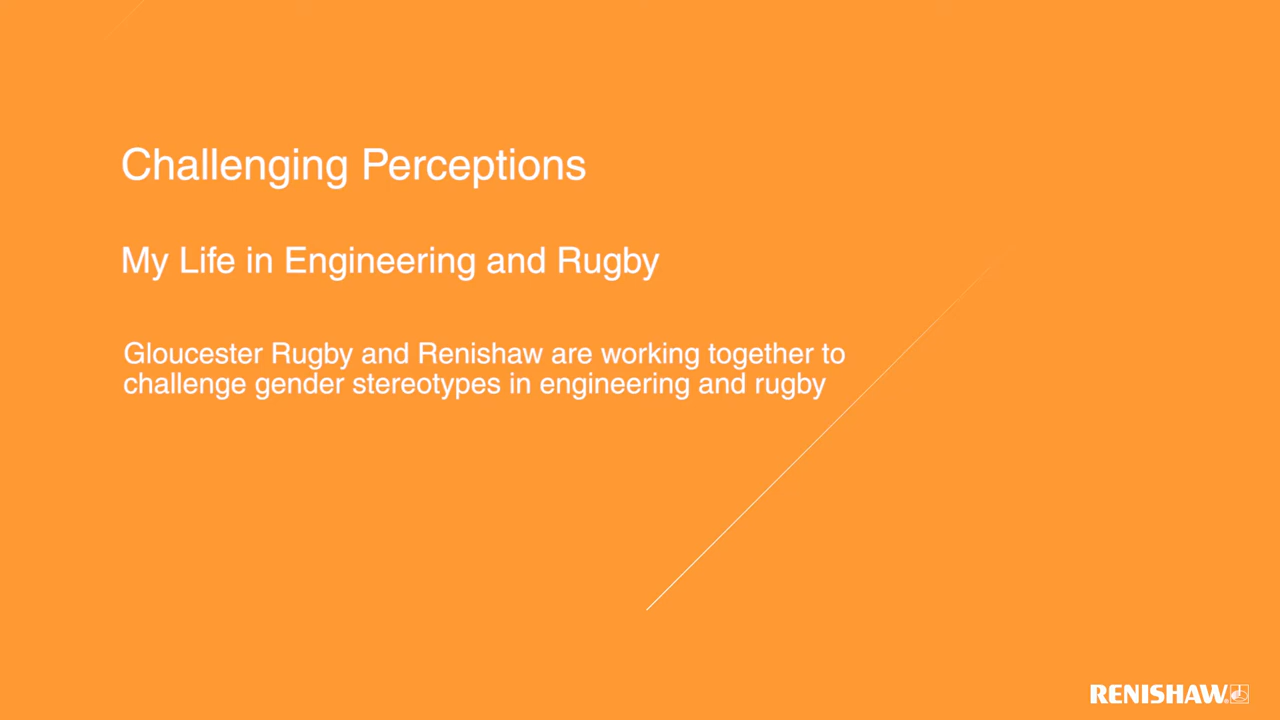 Challenging Perceptions
My Life in Engineering and Rugby
Gloucester Rugby and Renishaw are working together to
challenge gender stereotypes in engineering and rugby
RENISHAW